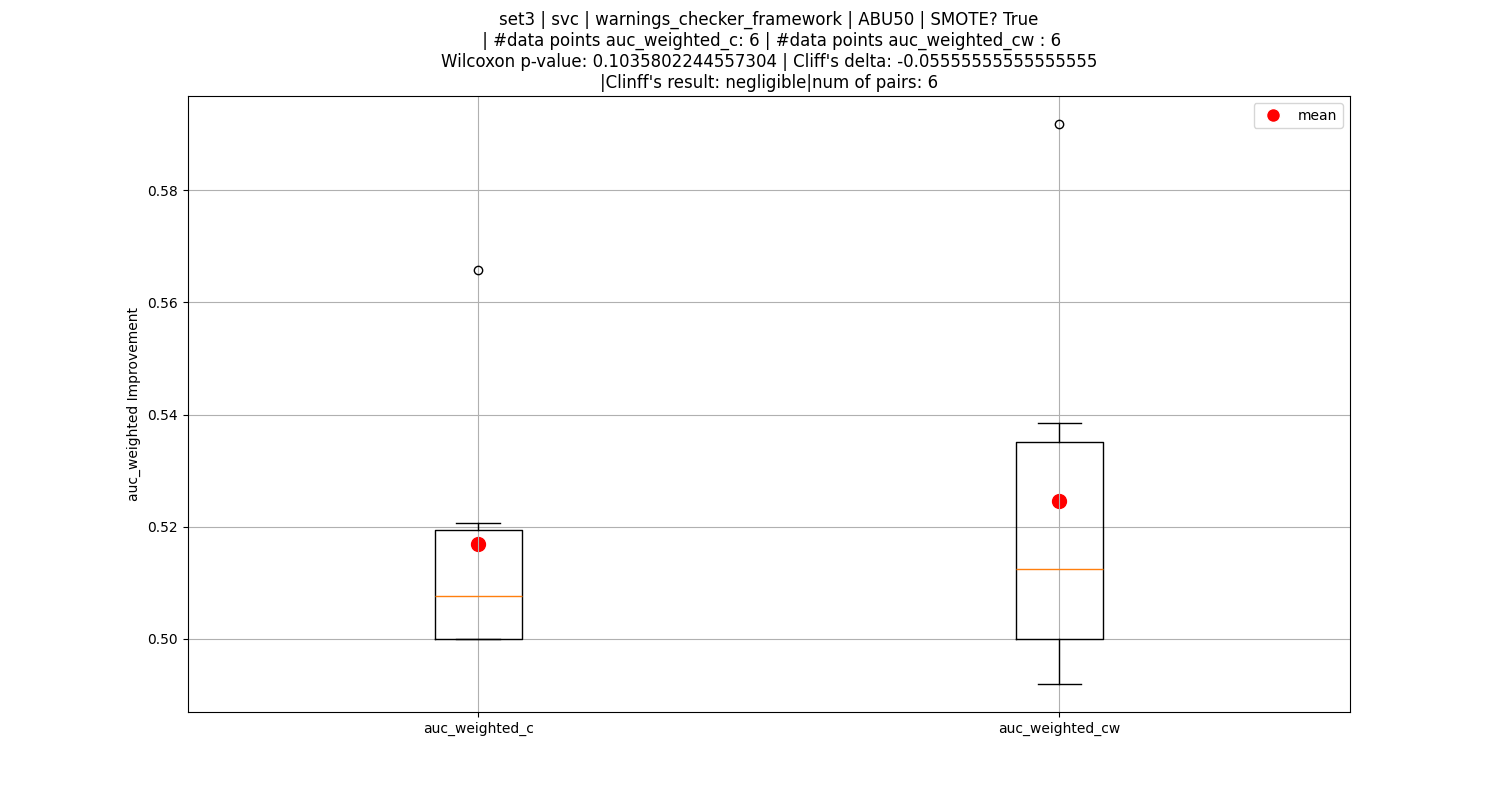 set3 | svc | warnings_checker_framework | ABU50 | SMOTE? True
| #data points auc_weighted_c: 6 | #data points auc_weighted_cw : 6
Wilcoxon p-value: 0.1035802244557304 | Cliff's delta: -0.05555555555555555
|Clinff's result: negligible|num of pairs: 6
mean
0.58
0.56
0.54
0.52
0.50
auc_weighted Improvement
auc_weighted_c
auc_weighted_cw